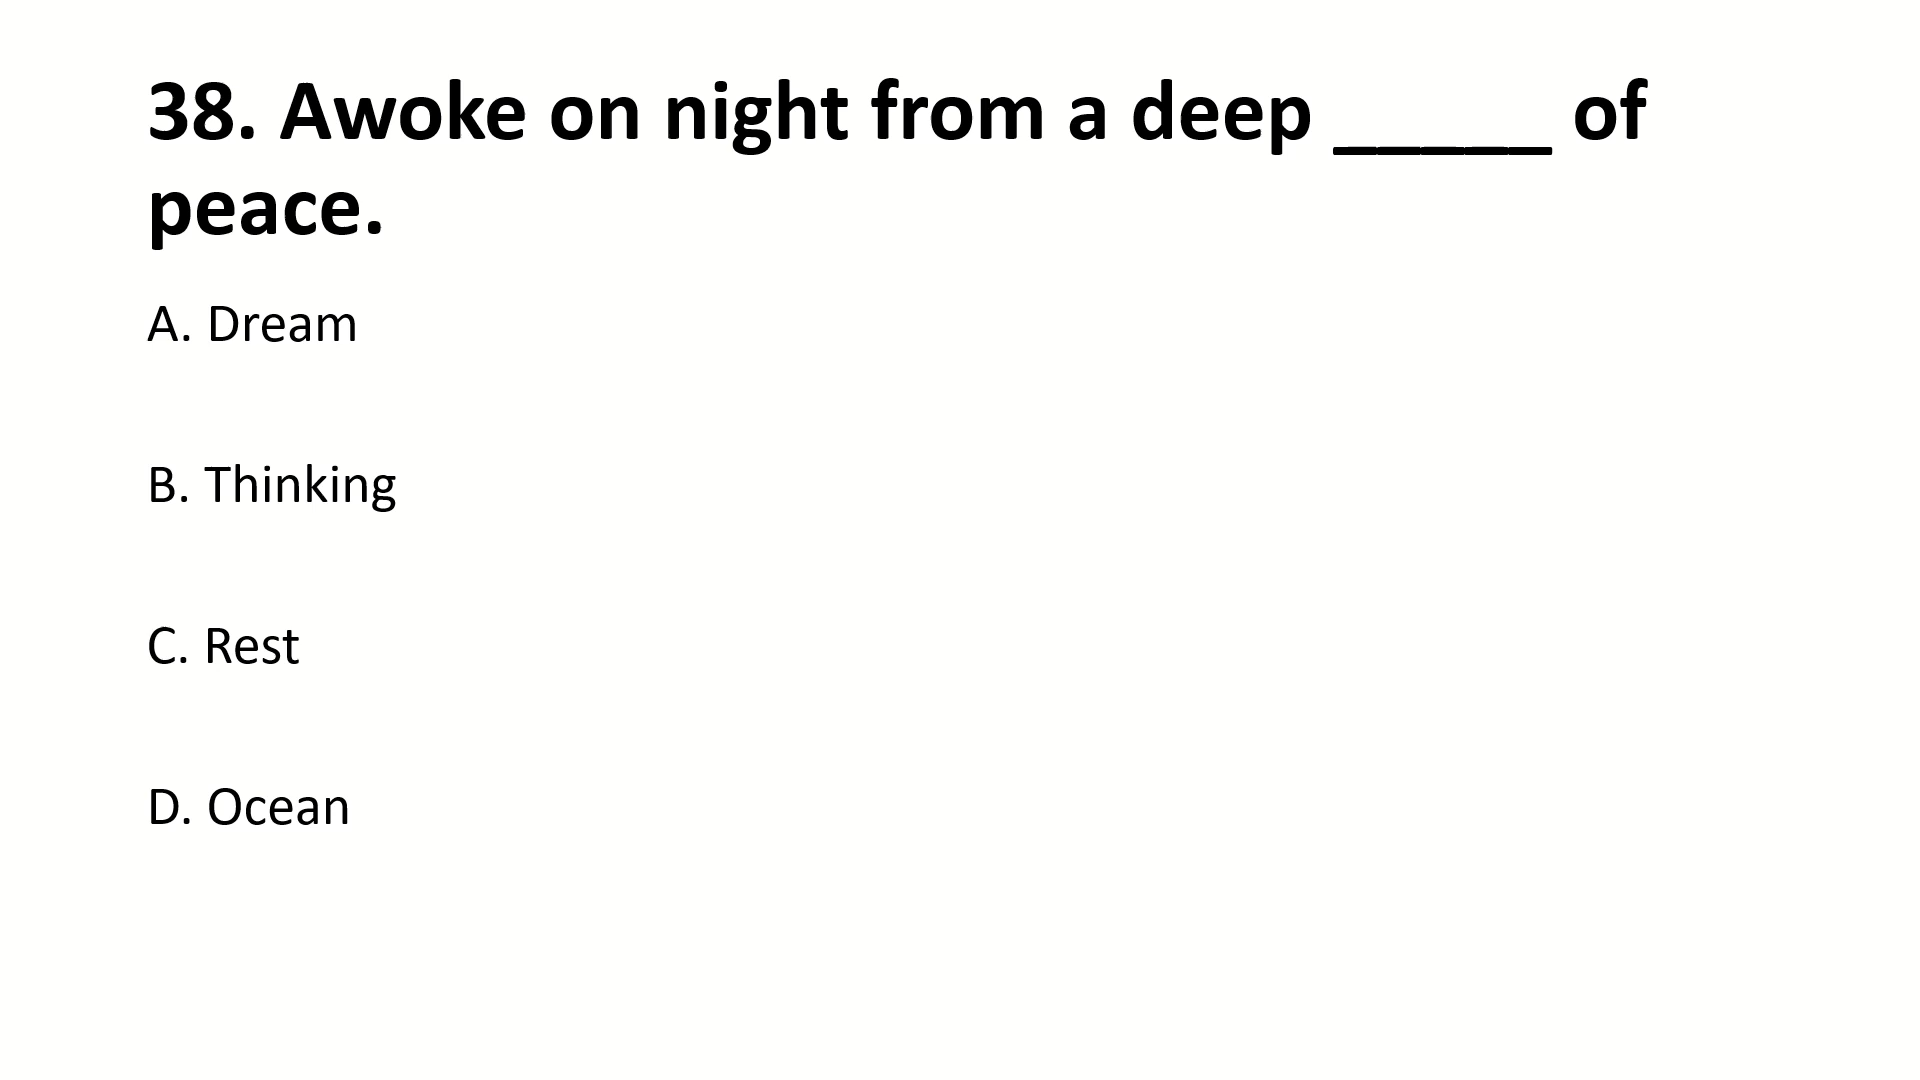 38. Awoke on night from a deep _____ of
peace.
A. Dream
B. Thinking
C. Rest
D. Ocean